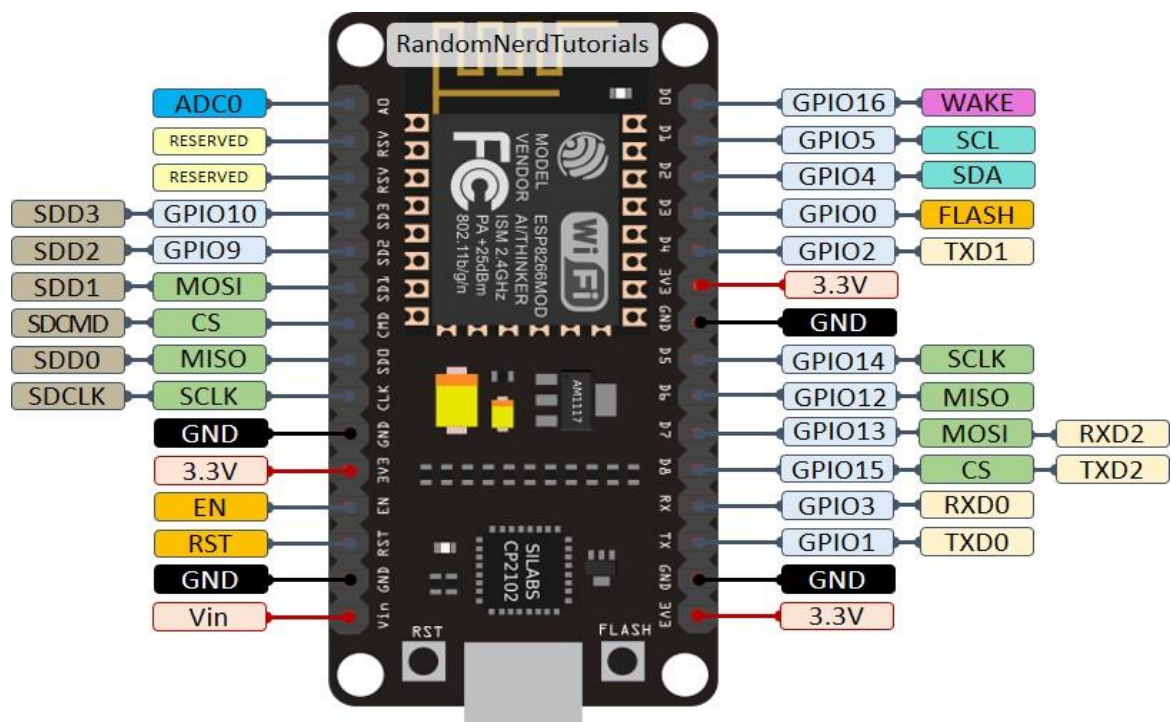 RandomNerdTutorials
ADC0 A0
RESERVED RSV
RESERVED RSV
SDD3 GPIO10 SD3
SDD2 GPIO9 SD2
SDD1 MOSI SD1
SDCMD CS CMD
SDD0 MISO SD0
SDCLK SCLK CLK
GND GND
3.3V 3V3
EN EN
RST RST
GND GND
Vin Vin
MODEL ESP8266MOD
VENDOR AI/THINKER
ISM 2.4GHz
PA +25dBm
802.11b/g/n
FC
WiFi
AM1117
SILABS
CP2102
RST
FLASH
D0 GPIO16 WAKE
D1 GPIO5 SCL
D2 GPIO4 SDA
D3 GPIO0 FLASH
D4 GPIO2 TXD1
3V3 3.3V
GND GND
D5 GPIO14 SCLK
D6 GPIO12 MISO
D7 GPIO13 MOSI RXD2
D8 GPIO15 CS TXD2
RX GPIO3 RXD0
TX GPIO1 TXD0
GND GND
3V3 3.3V